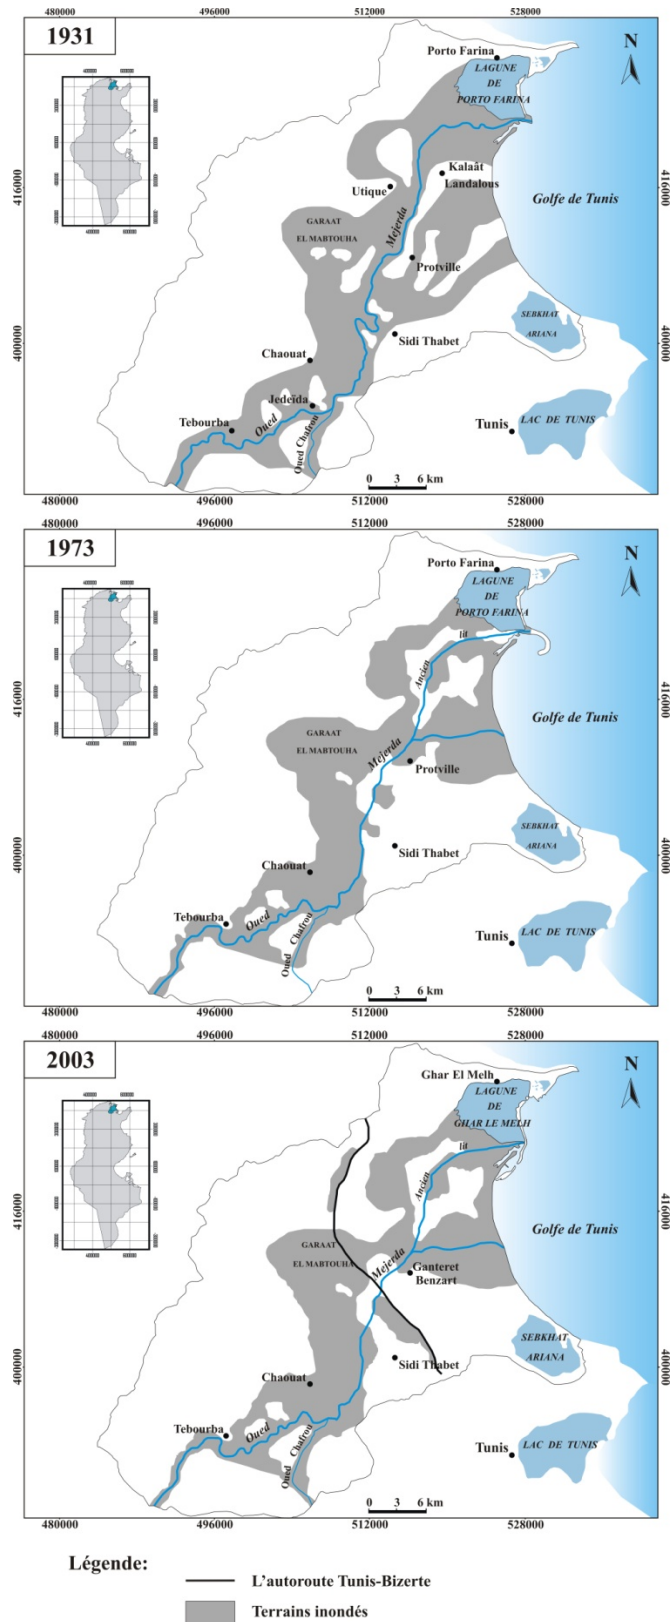 480000 496000 512000 528000
1931
Porto Farina
N
LAGUNE
DE
PORTO FARINA
416000
416000
Kalaât
Landalous
Utique
Golfe de Tunis
GARAAT
EL MABTOUHA
Mejerda
Protville
SEBKHAT
ARIANA
400000
400000
Sidi Thabet
Chaouat
Jedeïda
Tebourba
Oued
Oued Chafrou
Tunis
LAC DE TUNIS
0 3 6 km
480000 496000 512000 528000
480000 496000 512000 528000
1973
Porto Farina
N
LAGUNE
DE
PORTO FARINA
lit
Ancien
416000
416000
Golfe de Tunis
GARAAT
EL MABTOUHA
Mejerda
Protville
SEBKHAT
ARIANA
400000
400000
Sidi Thabet
Chaouat
Tebourba
Oued
Oued Chafrou
Tunis
LAC DE TUNIS
0 3 6 km
480000 496000 512000 528000
480000 496000 512000 528000
2003
Ghar El Melh
N
LAGUNE
DE
GHAR LE MELH
lit
Ancien
416000
416000
Golfe de Tunis
GARAAT
EL MABTOUHA
Mejerda
Ganteret
Benzart
SEBKHAT
ARIANA
400000
400000
Sidi Thabet
Chaouat
Tebourba
Oued
Oued Chafrou
Tunis
LAC DE TUNIS
0 3 6 km
480000 496000 512000 528000
Légende:
L'autoroute Tunis-Bizerte
Terrains inondés